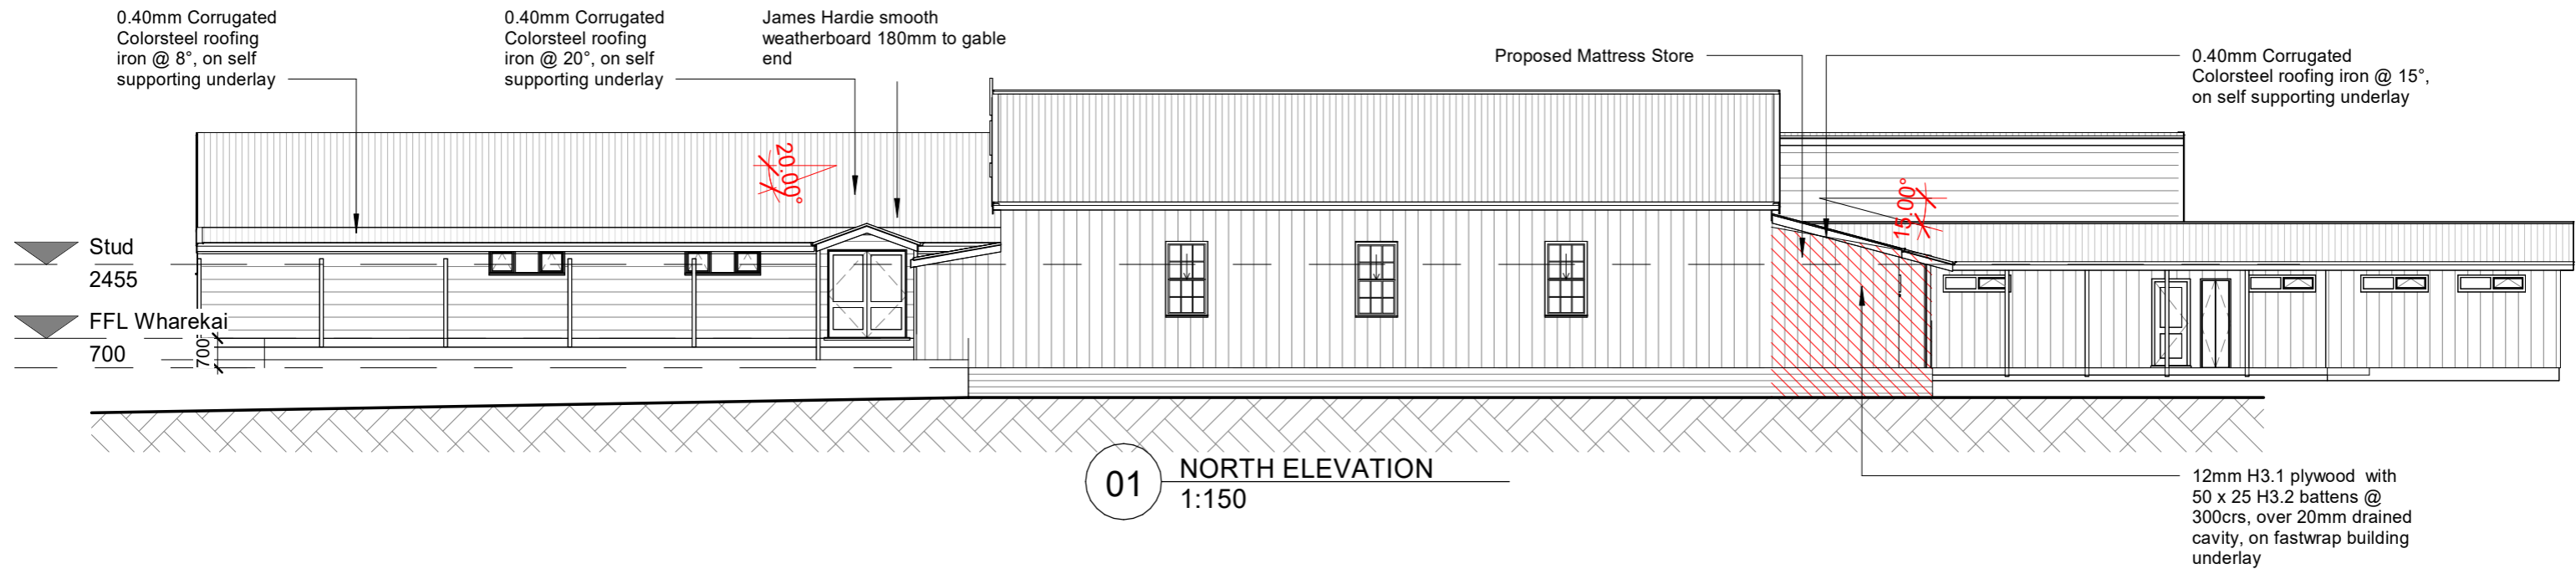 0.40mm Corrugated
Colorsteel roofing
iron @ 8°, on self
supporting underlay
0.40mm Corrugated
Colorsteel roofing
iron @ 20°, on self
supporting underlay
James Hardie smooth
weatherboard 180mm to gable
end
Proposed Mattress Store
0.40mm Corrugated
Colorsteel roofing iron @ 15°,
on self supporting underlay
20.00°
15.00°
Stud
2455
FFL Wharekai
700
700
01
NORTH ELEVATION
1:150
12mm H3.1 plywood with
50 x 25 H3.2 battens @
300crs, over 20mm drained
cavity, on fastwrap building
underlay